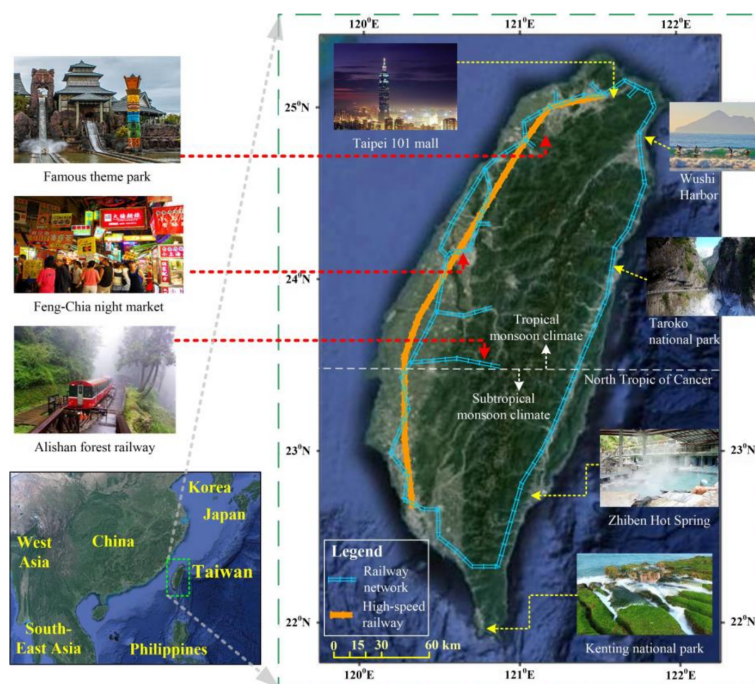 120°E
121°E
122°E
Famous theme park
Feng-Chia night market
Alishan forest railway
Korea
Japan
West
Asia
China
Taiwan
South-
East Asia
Philippines
25°N
24°N
23°N
22°N
Taipei 101 mall
Wushi
Harbor
Taroko
national park
Tropical
monsoon climate
North Tropic of Cancer
Subtropical
monsoon climate
Zhiben Hot Spring
Kenting national park
Legend
Railway
network
High-speed
railway
0 15 30 60 km
120°E
121°E
122°E